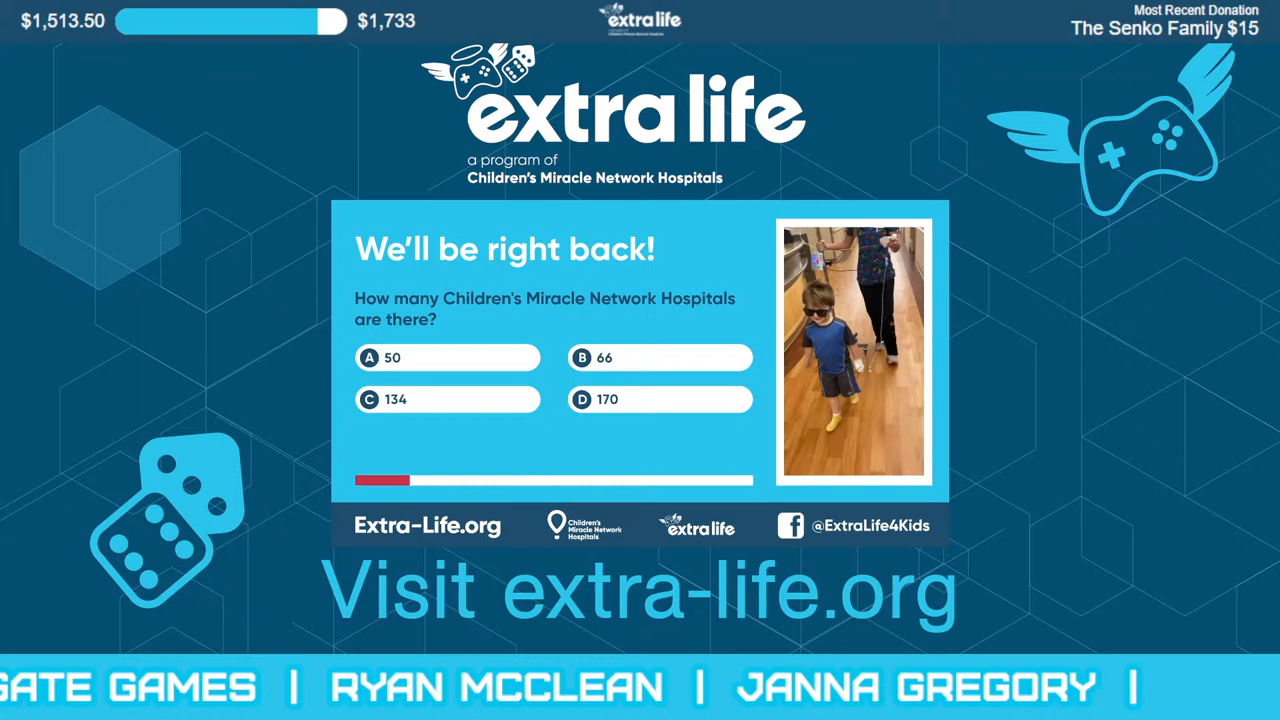 $1,513.50
$1,733
extra life
Most Recent Donation
The Senko Family $15
extra life
a program of
Children's Miracle Network Hospitals
We'll be right back!
How many Children's Miracle Network Hospitals
are there?
A 50
B 66
C 134
D 170
Extra-Life.org
Children's
Miracle Network
Hospitals
extra life
@ExtraLife4Kids
Visit extra-life.org
GATE GAMES | RYAN MCCLEAN | JANNA GREGORY |